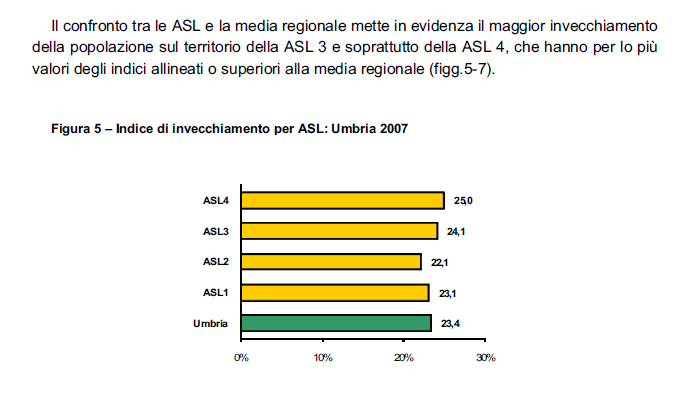 Il confronto tra le ASL e la media regionale mette in evidenza il maggior invecchiamento
della popolazione sul territorio della ASL 3 e soprattutto della ASL 4, che hanno per lo più
valori degli indici allineati o superiori alla media regionale (figg.5-7).
Figura 5 – Indice di invecchiamento per ASL: Umbria 2007
ASL4 25,0
ASL3 24,1
ASL2 22,1
ASL1 23,1
Umbria 23,4
0% 10% 20% 30%